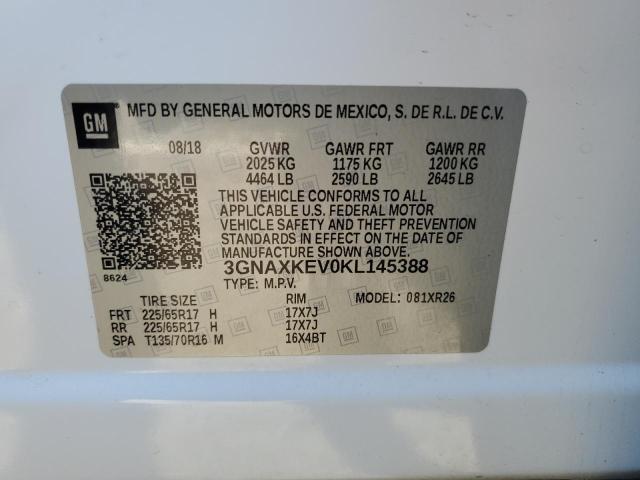 GM MFD BY GENERAL MOTORS DE MEXICO, S. DE R.L. DE C.V.
08/18 GVWR GAWR FRT GAWR RR
2025 KG 1175 KG 1200 KG
4464 LB 2590 LB 2645 LB
THIS VEHICLE CONFORMS TO ALL
APPLICABLE U.S. FEDERAL MOTOR
VEHICLE SAFETY AND THEFT PREVENTION
STANDARDS IN EFFECT ON THE DATE OF
MANUFACTURE SHOWN ABOVE.
3GNAXKEV0KL145388
8624
TYPE: M.P.V.
TIRE SIZE RIM MODEL: 081XR26
FRT 225/65R17 H 17X7J
RR 225/65R17 H 17X7J
SPA T135/70R16 M 16X4BT